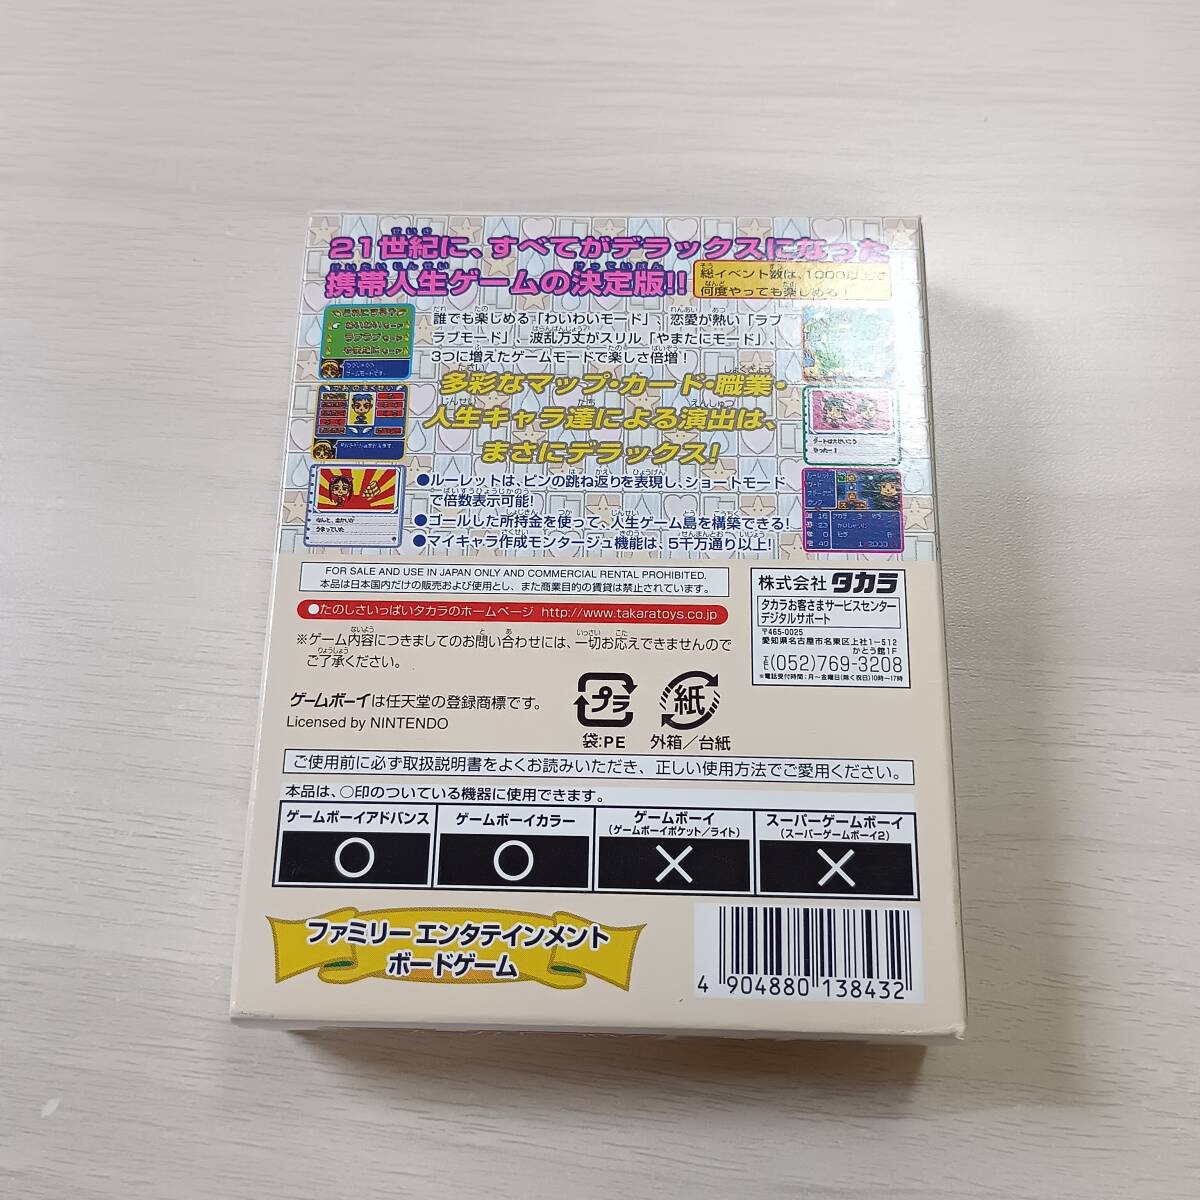 21世紀に、すべてがデラックスになった
携帯人生ゲームの決定版!!
総イベント数は、1000以上で
何度やっても楽しめる!
誰でも楽しめる「わいわいモード」、恋愛が熱い「ラブ
ラブモード」、波乱万丈がスリル「やまたにモード」、
3つに増えたゲームモードで楽しさ倍増!
多彩なマップ・カード・職業・
人生キャラ達による演出は、
まさにデラックス!
●ルーレットは、ピンの跳ね返りを表現し、ショートモード
で倍数表示可能!
●ゴールした所持金を使って、人生ゲーム島を構築できる!
●マイキャラ作成モンタージュ機能は、5千万通り以上!
FOR SALE AND USE IN JAPAN ONLY AND COMMERCIAL RENTAL PROHIBITED.
本品は日本国内だけの販売および使用とし、また商業目的の賃貸は禁止されています。
●たのしさいっぱいタカラのホームページ http://www.takaratoys.co.jp
※ゲーム内容につきましてのお問い合わせには、一切お応えできませんので
ご了承ください。
株式会社 タカラ
タカラお客さまサービスセンター
デジタルサポート
〒465-0025
愛知県名古屋市名東区上社1-512
かとう館1F
TEL (052)769-3208
※電話受付時間:月~金曜日(除く祝日)10時~17時
ゲームボーイは任天堂の登録商標です。
Licensed by NINTENDO
プラ
袋:PE
紙
外箱/台紙
ご使用前に必ず取扱説明書をよくお読みいただき、正しい使用方法でご愛用ください。
本品は、○印のついている機器に使用できます。
ゲームボーイアドバンス
○
ゲームボーイカラー
○
ゲームボーイ
(ゲームボーイポケット/ライト)
×
スーパーゲームボーイ
(スーパーゲームボーイ2)
×
ファミリー エンタテインメント
ボードゲーム
4 904880 138432